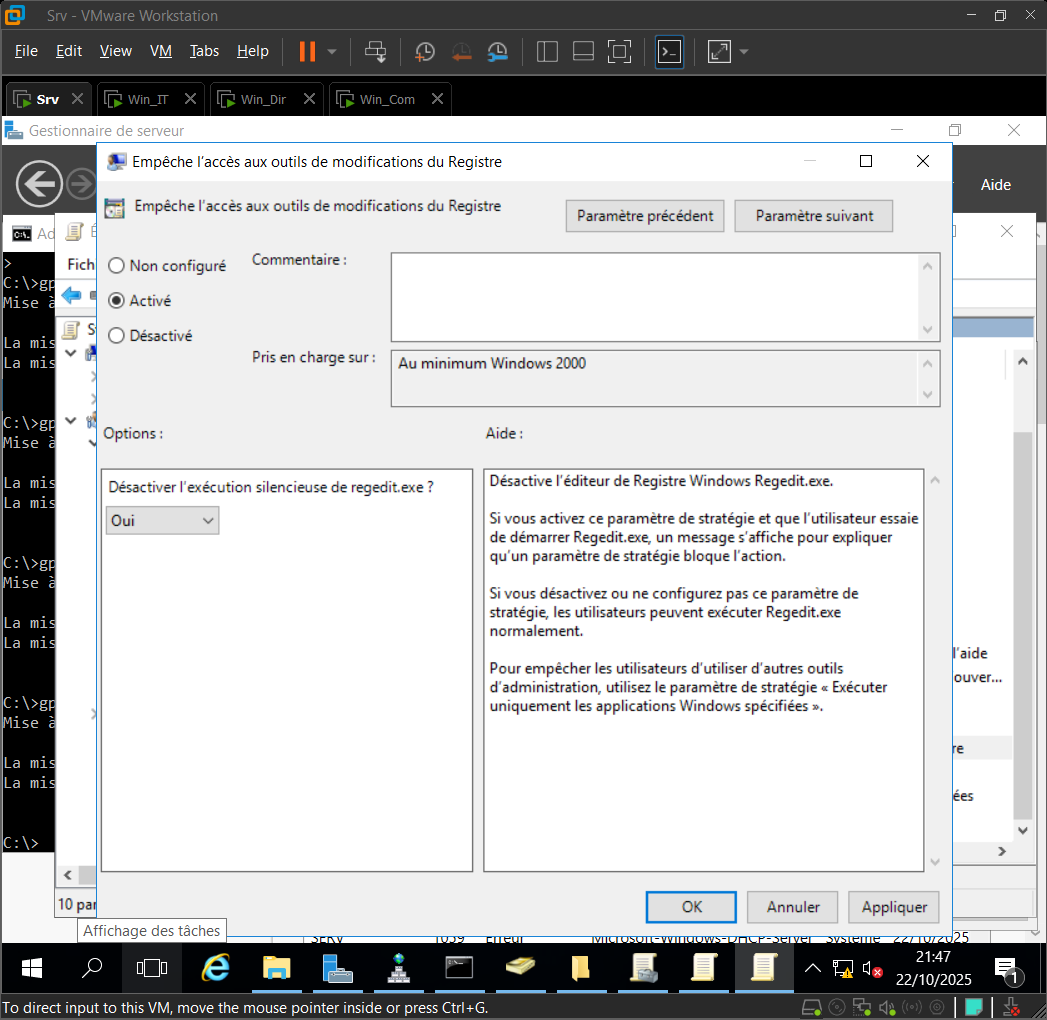 Srv - VMware Workstation
File Edit View VM Tabs Help
Srv Win_IT Win_Dir Win_Com
Gestionnaire de serveur
Empêche l'accès aux outils de modifications du Registre
Aide
Empêche l'accès aux outils de modifications du Registre
Paramètre précédent Paramètre suivant
Ad
Fich
Non configuré
Commentaire :
Activé
Désactivé
Pris en charge sur :
Au minimum Windows 2000
>
C:\>gp
Mise à
La mis
La mis
C:\>gp
Mise à
La mis
La mis
C:\>gp
Mise à
La mis
La mis
C:\>gp
Mise à
La mis
La mis
C:\>
Options :
Aide :
Désactiver l'exécution silencieuse de regedit.exe ?
Oui
Désactive l'éditeur de Registre Windows Regedit.exe.
Si vous activez ce paramètre de stratégie et que l'utilisateur essaie
de démarrer Regedit.exe, un message s'affiche pour expliquer
qu'un paramètre de stratégie bloque l'action.
Si vous désactivez ou ne configurez pas ce paramètre de
stratégie, les utilisateurs peuvent exécuter Regedit.exe
normalement.
Pour empêcher les utilisateurs d'utiliser d'autres outils
d'administration, utilisez le paramètre de stratégie « Exécuter
uniquement les applications Windows spécifiées ».
l'aide
ouver...
re
ées
OK Annuler Appliquer
10 par
Affichage des tâches
SERV 1059 Erreur Microsoft-Windows-DHCP-Server Système 22/10/2025
21:47
22/10/2025
1
To direct input to this VM, move the mouse pointer inside or press Ctrl+G.